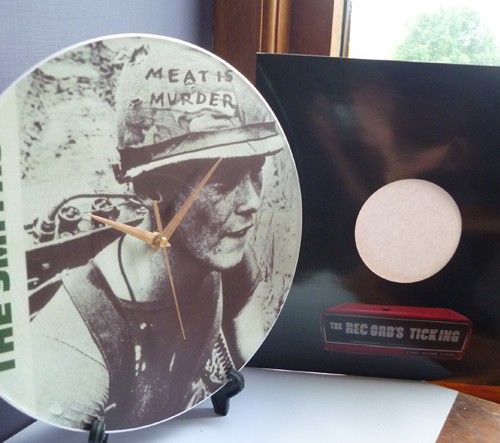 MEAT IS
MURDER
THE SMITHS
THE RECORD'S TICKING